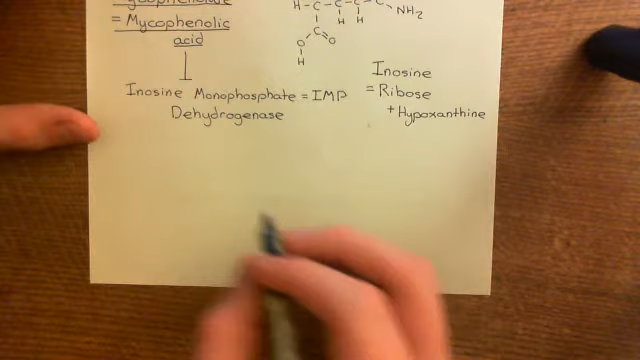 = Mycophenolic
acid
H-C-C-C-C-NH2
H H
C
O O
H
Inosine Monophosphate = IMP
Dehydrogenase
Inosine
= Ribose
+ Hypoxanthine